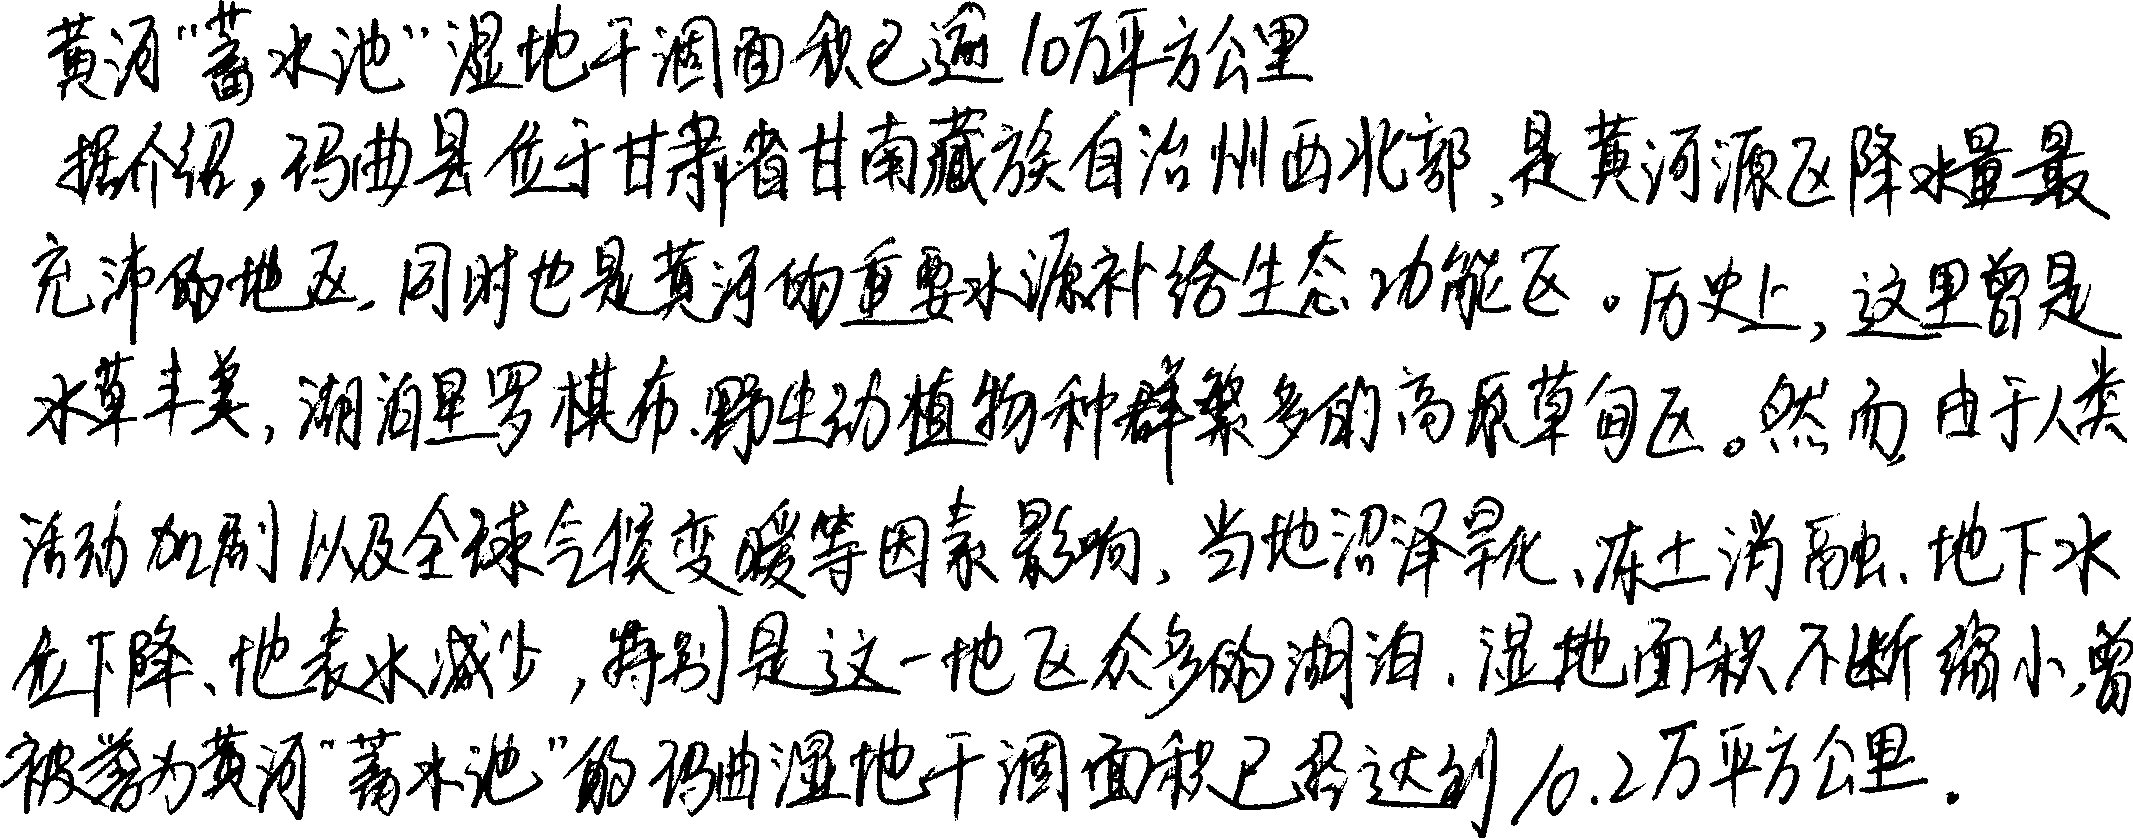 黄河“蓄水池”湿地干涸面积已逾10万平方公里
据介绍,玛曲县位于甘肃省甘南藏族自治州西北部、是黄河源区降水量最
充沛的地区.同时也是黄河的重要水源补给生态功能区。历史上,这里曾是
水草丰美,湖泊星罗棋布、野生动植物种群繁多的高原草甸区。然而由于人类
活动加剧以及全球气候变暖等因素影响、当地沼泽旱化、冻土消融、地下水
位下降、地表水减少,特别是这一地区众多的湖泊.湿地面积不断缩小,曾
被誉为黄河“蓄水池”的玛曲湿地干涸面积已经达到10.2万平方公里.